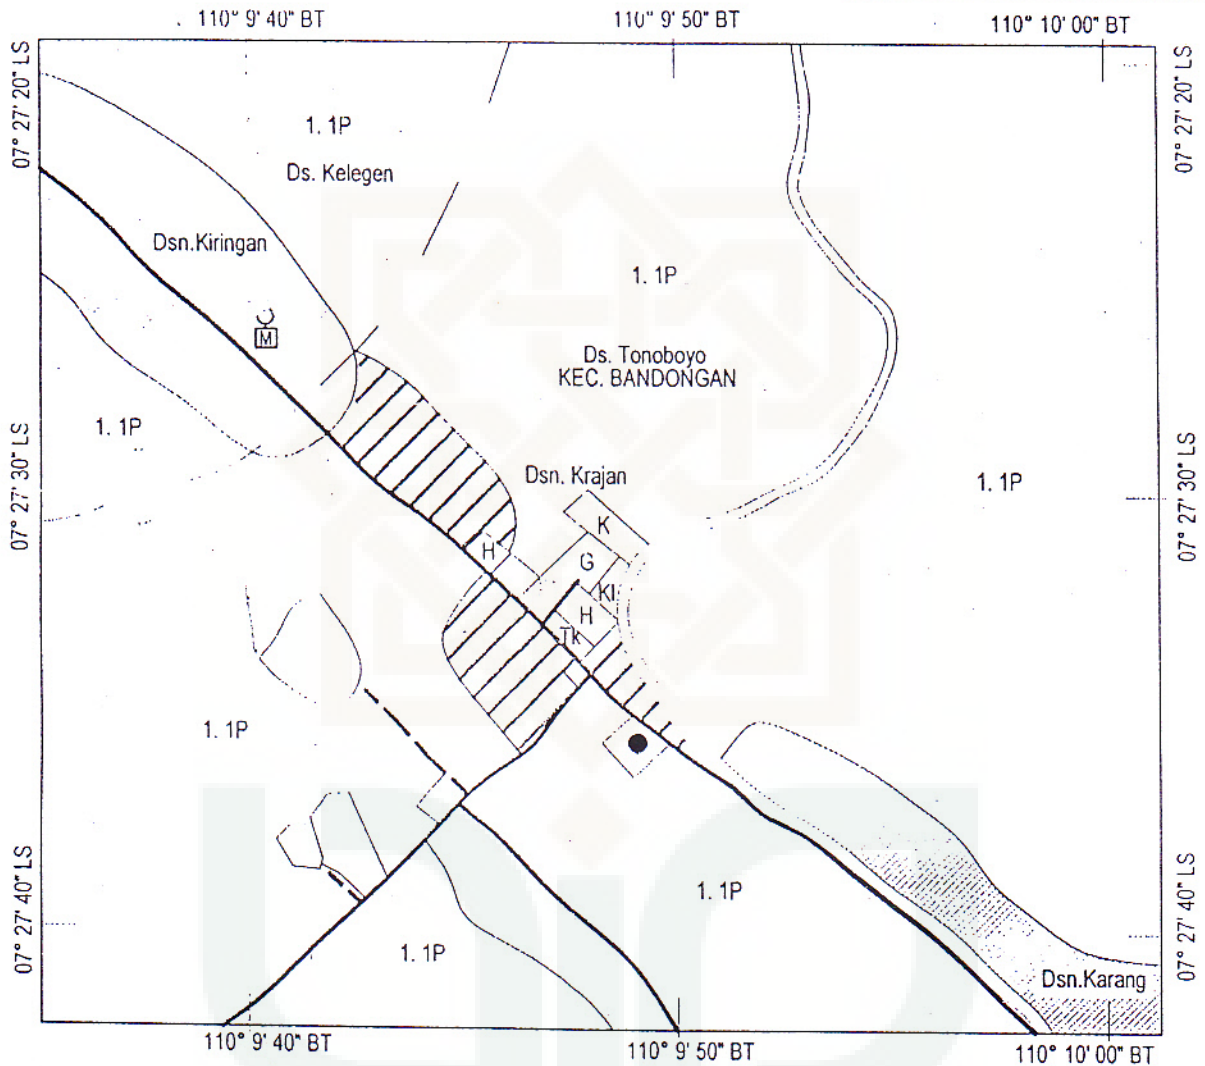 110° 9' 40" BT
110° 9' 50" BT
110° 10' 00" BT
07° 27' 20" LS
07° 27' 20" LS
1. 1P
Ds. Kelegen
Dsn.Kiringan
1. 1P
M
Ds. Tonoboyo
KEC. BANDONGAN
1. 1P
07° 27' 30" LS
07° 27' 30" LS
Dsn. Krajan
1. 1P
K
H
G
Kl
H
Tk
1. 1P
07° 27' 40" LS
07° 27' 40" LS
1. 1P
1. 1P
Dsn.Karang
110° 9' 40" BT
110° 9' 50" BT
110° 10' 00" BT